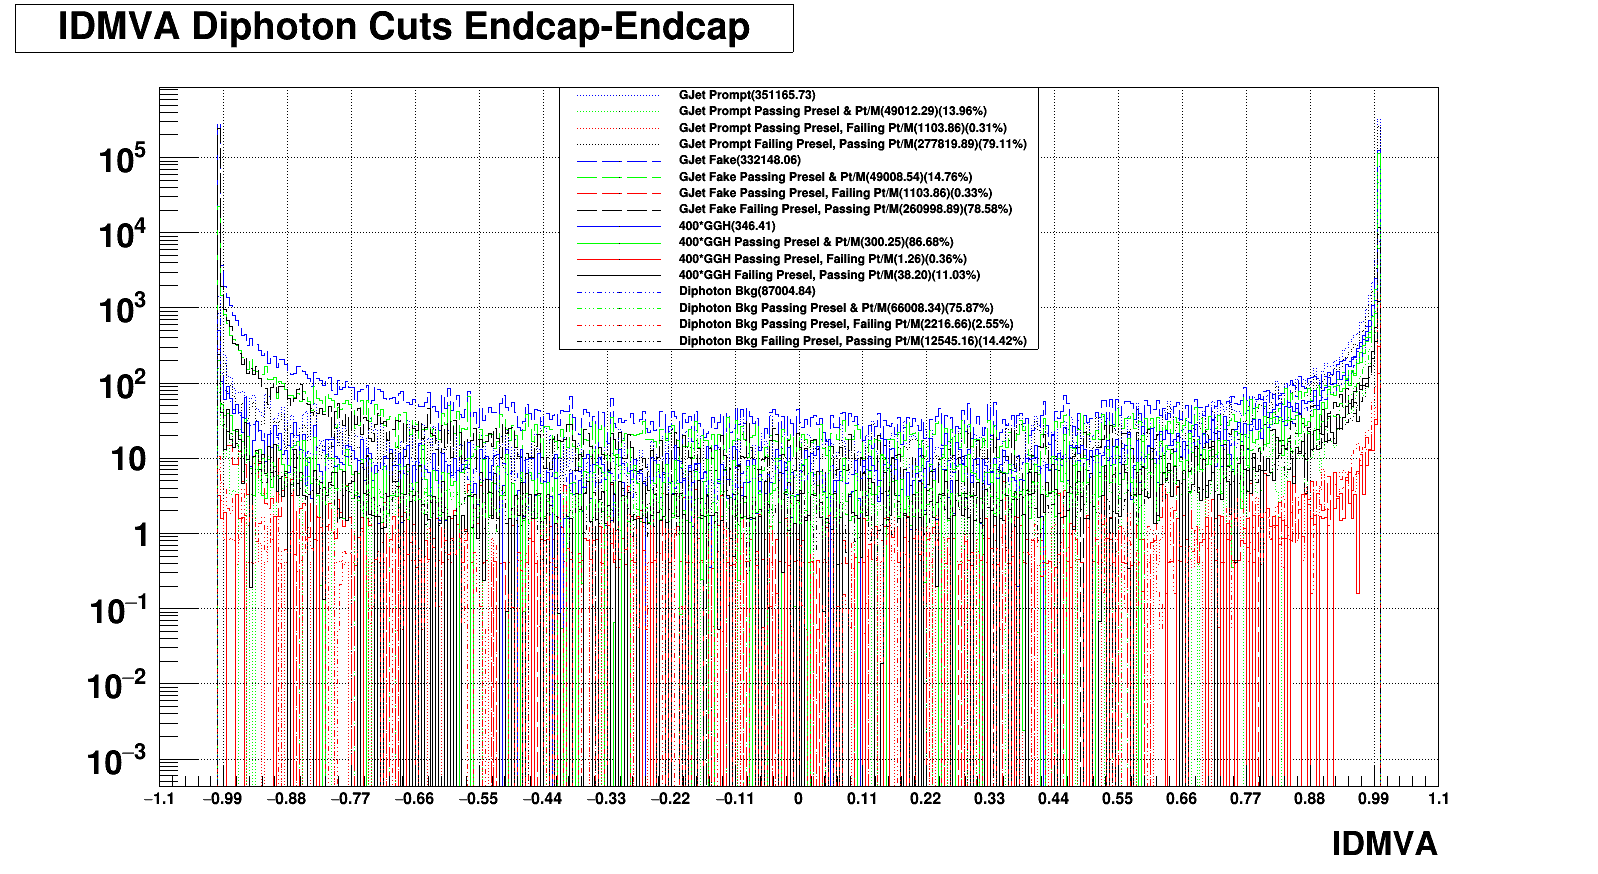 IDMVA Diphoton Cuts Endcap-Endcap
GJet Prompt(351165.73)
GJet Prompt Passing Presel & Pt/M(49012.29)(13.96%)
GJet Prompt Passing Presel, Failing Pt/M(1103.86)(0.31%)
GJet Prompt Failing Presel, Passing Pt/M(277819.89)(79.11%)
GJet Fake(332148.06)
GJet Fake Passing Presel & Pt/M(49008.54)(14.76%)
GJet Fake Passing Presel, Failing Pt/M(1103.86)(0.33%)
GJet Fake Failing Presel, Passing Pt/M(260998.89)(78.58%)
400*GGH(346.41)
400*GGH Passing Presel & Pt/M(300.25)(86.68%)
400*GGH Passing Presel, Failing Pt/M(1.26)(0.36%)
400*GGH Failing Presel, Passing Pt/M(38.20)(11.03%)
Diphoton Bkg(87004.84)
Diphoton Bkg Passing Presel & Pt/M(66008.34)(75.87%)
Diphoton Bkg Passing Presel, Failing Pt/M(2216.66)(2.55%)
Diphoton Bkg Failing Presel, Passing Pt/M(12545.16)(14.42%)
10⁵
10⁴
10³
10²
10
1
10⁻¹
10⁻²
10⁻³
−1.1 −0.99 −0.88 −0.77 −0.66 −0.55 −0.44 −0.33 −0.22 −0.11 0 0.11 0.22 0.33 0.44 0.55 0.66 0.77 0.88 0.99 1.1
IDMVA